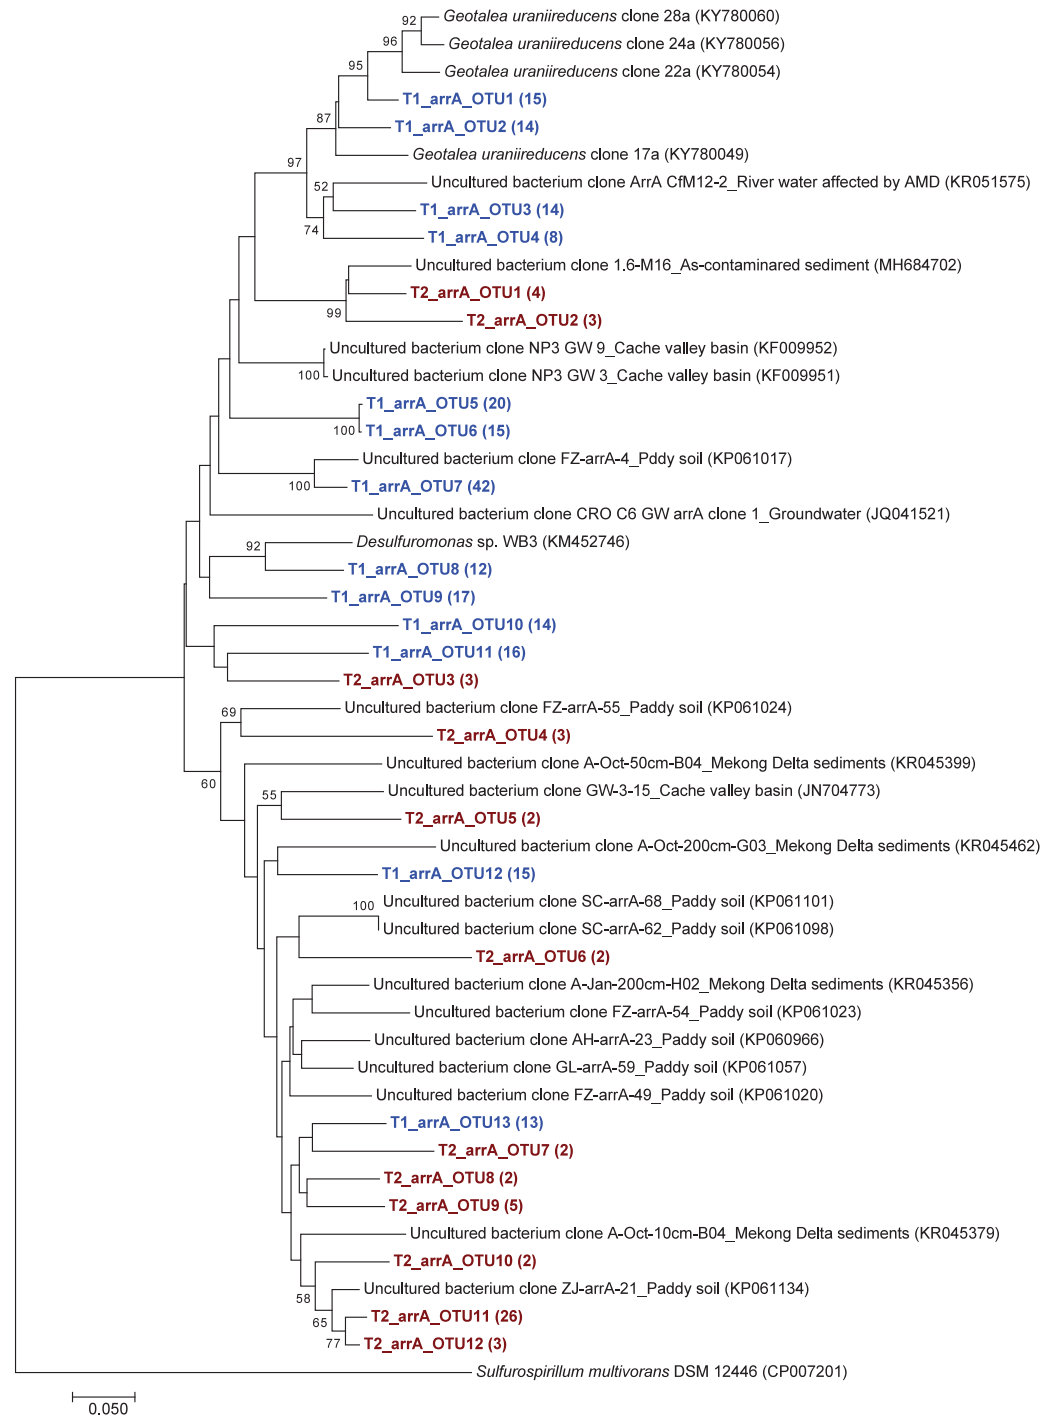 92
Geotalea uraniireducens clone 28a (KY780060)
96
Geotalea uraniireducens clone 24a (KY780056)
95
Geotalea uraniireducens clone 22a (KY780054)
T1_arrA_OTU1 (15)
87
T1_arrA_OTU2 (14)
Geotalea uraniireducens clone 17a (KY780049)
97
52
Uncultured bacterium clone ArrA CfM12-2_River water affected by AMD (KR051575)
T1_arrA_OTU3 (14)
74
T1_arrA_OTU4 (8)
Uncultured bacterium clone 1.6-M16_As-contaminared sediment (MH684702)
T2_arrA_OTU1 (4)
99
T2_arrA_OTU2 (3)
Uncultured bacterium clone NP3 GW 9_Cache valley basin (KF009952)
100
Uncultured bacterium clone NP3 GW 3_Cache valley basin (KF009951)
T1_arrA_OTU5 (20)
100
T1_arrA_OTU6 (15)
Uncultured bacterium clone FZ-arrA-4_Pddy soil (KP061017)
100
T1_arrA_OTU7 (42)
Uncultured bacterium clone CRO C6 GW arrA clone 1_Groundwater (JQ041521)
92
Desulfuromonas sp. WB3 (KM452746)
T1_arrA_OTU8 (12)
T1_arrA_OTU9 (17)
T1_arrA_OTU10 (14)
T1_arrA_OTU11 (16)
T2_arrA_OTU3 (3)
69
Uncultured bacterium clone FZ-arrA-55_Paddy soil (KP061024)
T2_arrA_OTU4 (3)
60
Uncultured bacterium clone A-Oct-50cm-B04_Mekong Delta sediments (KR045399)
55
Uncultured bacterium clone GW-3-15_Cache valley basin (JN704773)
T2_arrA_OTU5 (2)
Uncultured bacterium clone A-Oct-200cm-G03_Mekong Delta sediments (KR045462)
T1_arrA_OTU12 (15)
100
Uncultured bacterium clone SC-arrA-68_Paddy soil (KP061101)
Uncultured bacterium clone SC-arrA-62_Paddy soil (KP061098)
T2_arrA_OTU6 (2)
Uncultured bacterium clone A-Jan-200cm-H02_Mekong Delta sediments (KR045356)
Uncultured bacterium clone FZ-arrA-54_Paddy soil (KP061023)
Uncultured bacterium clone AH-arrA-23_Paddy soil (KP060966)
Uncultured bacterium clone GL-arrA-59_Paddy soil (KP061057)
Uncultured bacterium clone FZ-arrA-49_Paddy soil (KP061020)
T1_arrA_OTU13 (13)
T2_arrA_OTU7 (2)
T2_arrA_OTU8 (2)
T2_arrA_OTU9 (5)
Uncultured bacterium clone A-Oct-10cm-B04_Mekong Delta sediments (KR045379)
T2_arrA_OTU10 (2)
58
Uncultured bacterium clone ZJ-arrA-21_Paddy soil (KP061134)
65
T2_arrA_OTU11 (26)
77
T2_arrA_OTU12 (3)
Sulfurospirillum multivorans DSM 12446 (CP007201)
0.050